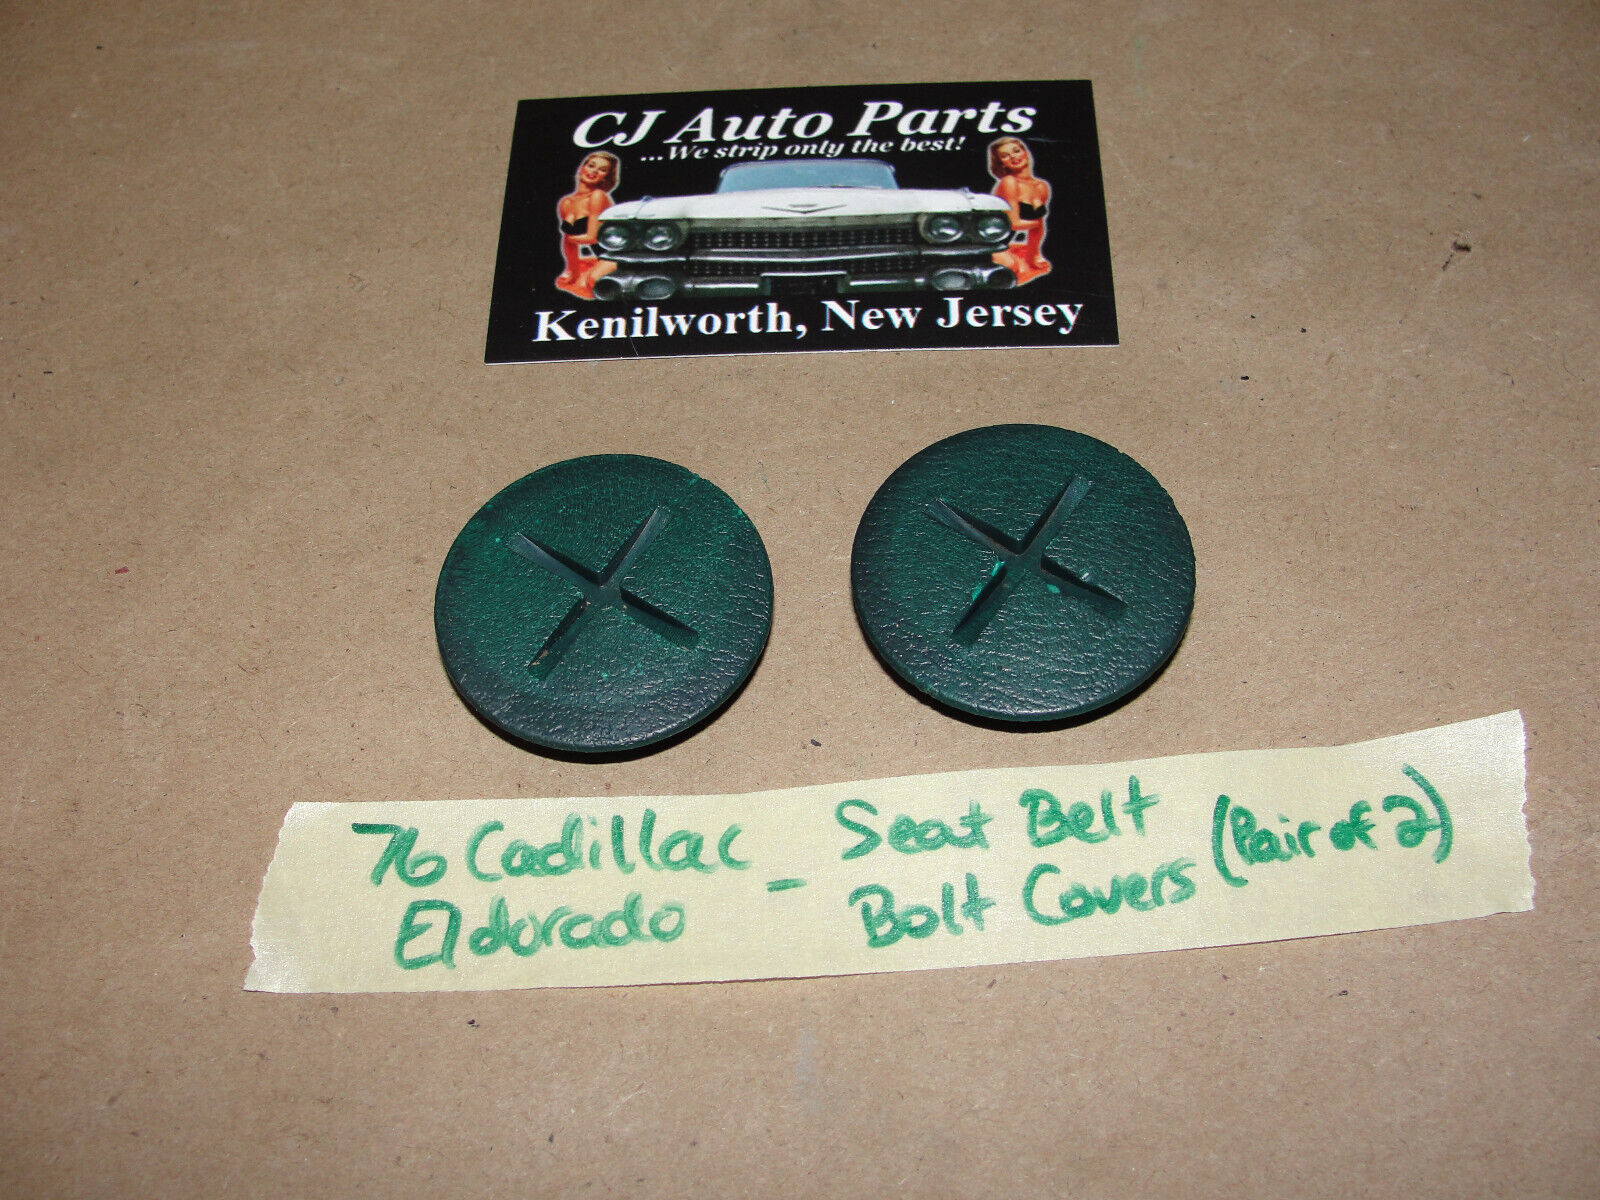 CJ Auto Parts
...We strip only the best!
Kenilworth, New Jersey
76 Cadillac - Seat Belt (Pair of 2)
Eldorado Bolt Covers